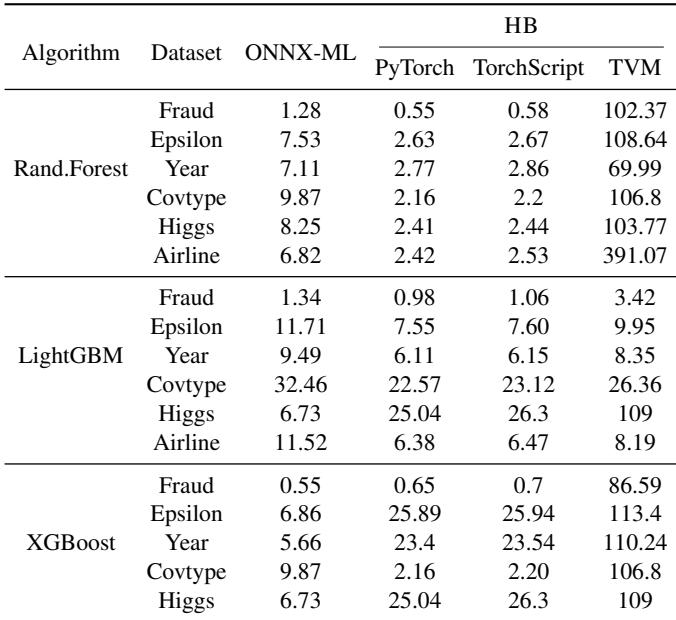 HB
Algorithm Dataset ONNX-ML
PyTorch TorchScript TVM
Fraud 1.28 0.55 0.58 102.37
Epsilon 7.53 2.63 2.67 108.64
Rand.Forest Year 7.11 2.77 2.86 69.99
Covtype 9.87 2.16 2.2 106.8
Higgs 8.25 2.41 2.44 103.77
Airline 6.82 2.42 2.53 391.07
Fraud 1.34 0.98 1.06 3.42
Epsilon 11.71 7.55 7.60 9.95
LightGBM Year 9.49 6.11 6.15 8.35
Covtype 32.46 22.57 23.12 26.36
Higgs 6.73 25.04 26.3 109
Airline 11.52 6.38 6.47 8.19
Fraud 0.55 0.65 0.7 86.59
Epsilon 6.86 25.89 25.94 113.4
XGBoost Year 5.66 23.4 23.54 110.24
Covtype 9.87 2.16 2.20 106.8
Higgs 6.73 25.04 26.3 109